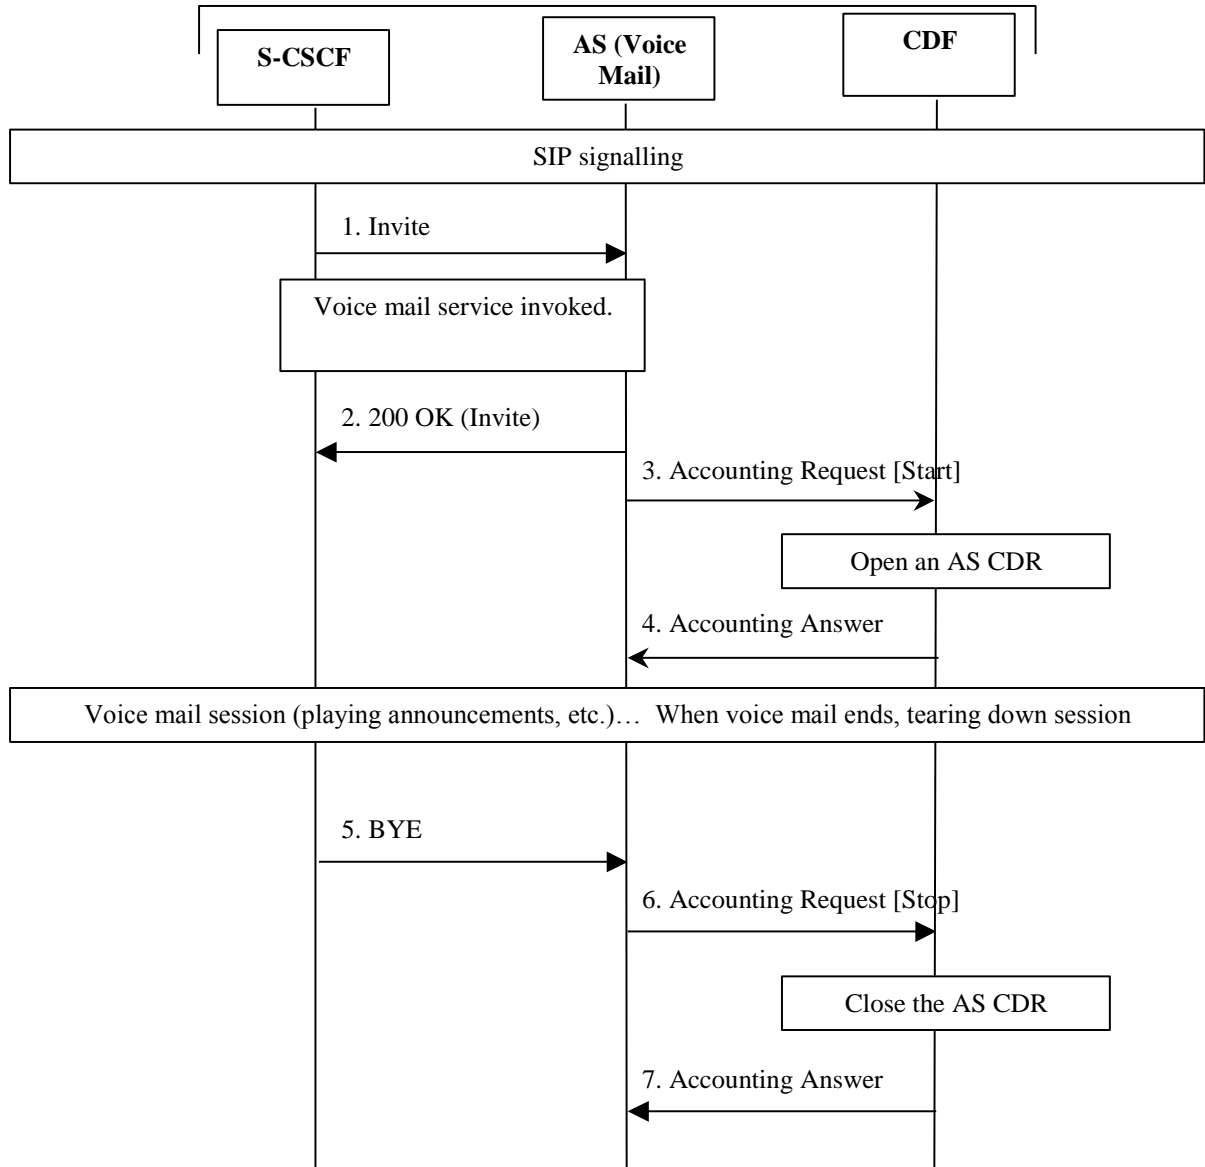 S-CSCF
AS (Voice
Mail)
CDF
SIP signalling
1. Invite
Voice mail service invoked.
2. 200 OK (Invite)
3. Accounting Request [Start]
Open an AS CDR
4. Accounting Answer
Voice mail session (playing announcements, etc.)… When voice mail ends, tearing down session
5. BYE
6. Accounting Request [Stop]
Close the AS CDR
7. Accounting Answer